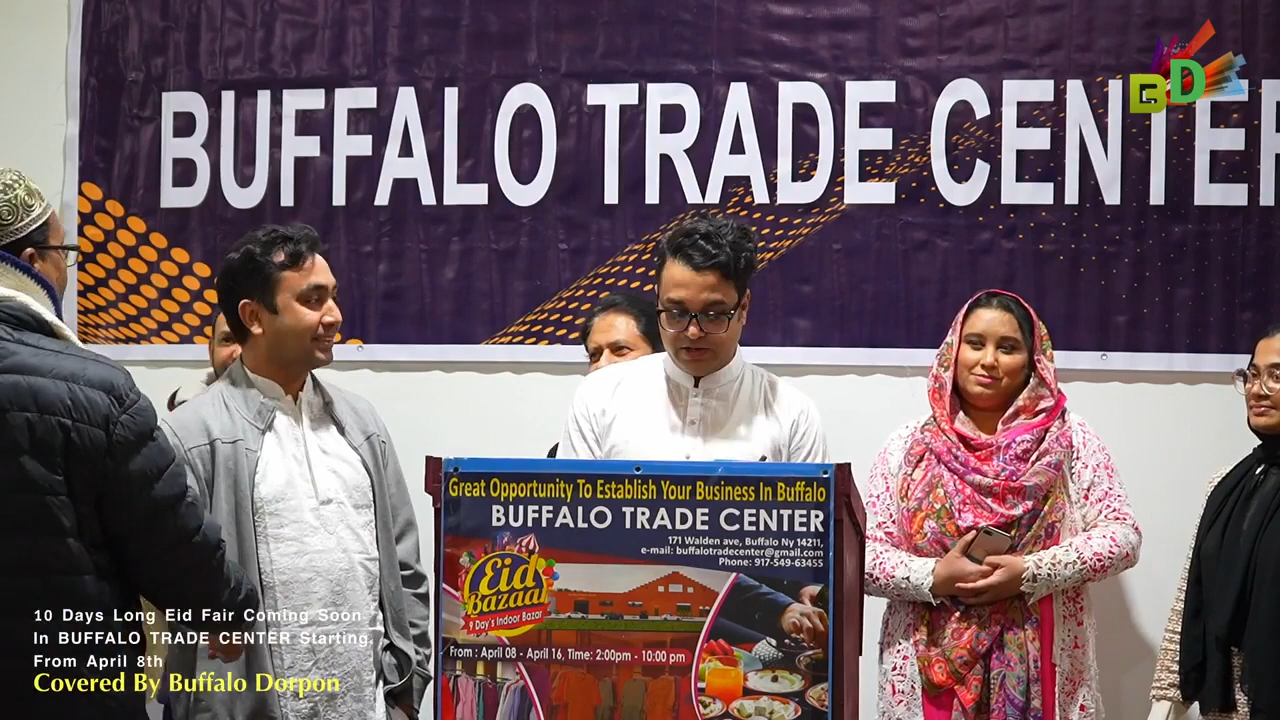 BUFFALO TRADE CENTER
BD
Great Opportunity To Establish Your Business In Buffalo
BUFFALO TRADE CENTER
171 Walden ave, Buffalo Ny 14211,
e-mail: buffalotradecenter@gmail.com
Phone: 917-549-63455
Eid
Bazaar
9 Day's Indoor Bazar
From : April 08 - April 16, Time: 2:00pm - 10:00 pm
10 Days Long Eid Fair Coming Soon
In BUFFALO TRADE CENTER Starting
From April 8th
Covered By Buffalo Dorpon